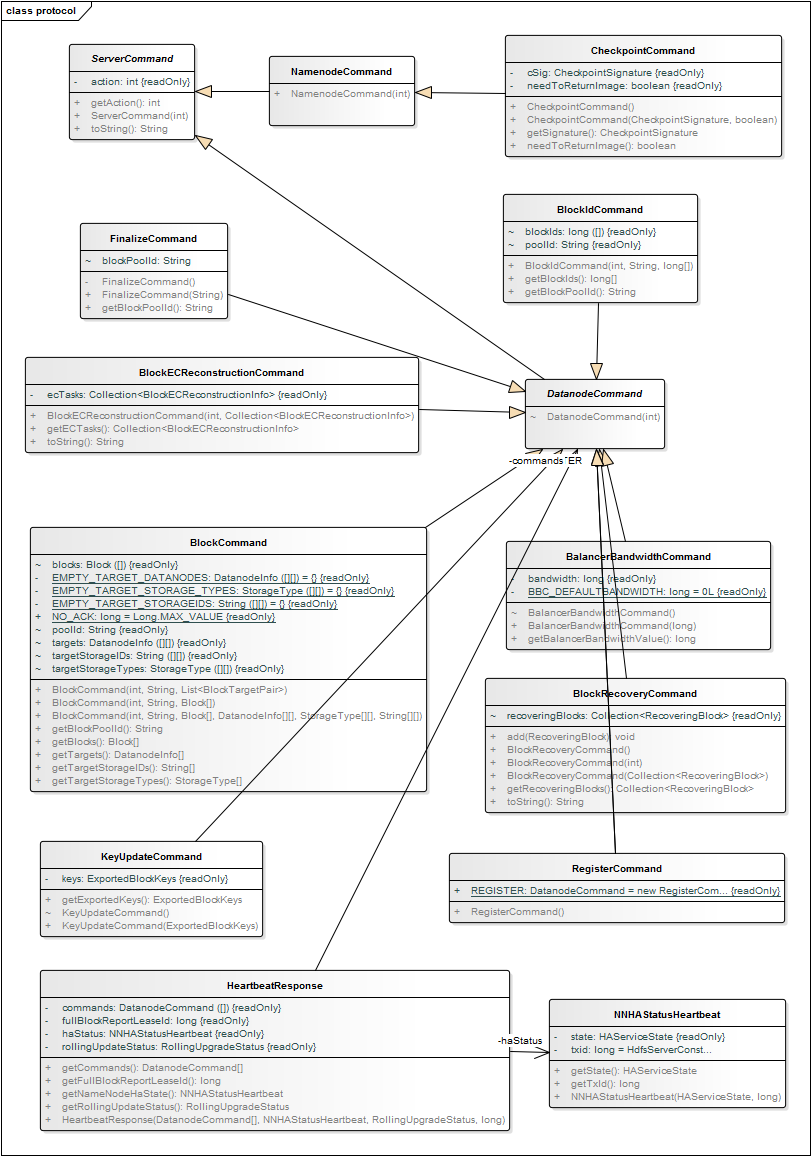 class protocol
ServerCommand
- action: int {readOnly}
+ getAction(): int
+ ServerCommand(int)
+ toString(): String
NamenodeCommand
+ NamenodeCommand(int)
CheckpointCommand
- cSig: CheckpointSignature {readOnly}
- needToReturnImage: boolean {readOnly}
+ CheckpointCommand()
+ CheckpointCommand(CheckpointSignature, boolean)
+ getSignature(): CheckpointSignature
+ needToReturnImage(): boolean
BlockIdCommand
~ blockIds: long ([]) {readOnly}
~ poolId: String {readOnly}
+ BlockIdCommand(int, String, long[])
+ getBlockIds(): long[]
+ getBlockPoolId(): String
FinalizeCommand
~ blockPoolId: String
- FinalizeCommand()
+ FinalizeCommand(String)
+ getBlockPoolId(): String
BlockECReconstructionCommand
- ecTasks: Collection<BlockECReconstructionInfo> {readOnly}
+ BlockECReconstructionCommand(int, Collection<BlockECReconstructionInfo>)
+ getECTasks(): Collection<BlockECReconstructionInfo>
+ toString(): String
DatanodeCommand
~ DatanodeCommand(int)
-commands
ER
BlockCommand
~ blocks: Block ([]) {readOnly}
- EMPTY_TARGET_DATANODES: DatanodeInfo ([][]) = {} {readOnly}
- EMPTY_TARGET_STORAGE_TYPES: StorageType ([][]) = {} {readOnly}
- EMPTY_TARGET_STORAGEIDS: String ([][]) = {} {readOnly}
+ NO_ACK: long = Long.MAX_VALUE {readOnly}
~ poolId: String {readOnly}
~ targets: DatanodeInfo ([][]) {readOnly}
~ targetStorageIDs: String ([][]) {readOnly}
~ targetStorageTypes: StorageType ([][]) {readOnly}
+ BlockCommand(int, String, List<BlockTargetPair>)
+ BlockCommand(int, String, Block[])
+ BlockCommand(int, String, Block[], DatanodeInfo[][], StorageType[][], String[][])
+ getBlockPoolId(): String
+ getBlocks(): Block[]
+ getTargets(): DatanodeInfo[]
+ getTargetStorageIDs(): String[]
+ getTargetStorageTypes(): StorageType[]
BalancerBandwidthCommand
- bandwidth: long {readOnly}
- BBC_DEFAULTBANDWIDTH: long = 0L {readOnly}
~ BalancerBandwidthCommand()
+ BalancerBandwidthCommand(long)
+ getBalancerBandwidthValue(): long
BlockRecoveryCommand
~ recoveringBlocks: Collection<RecoveringBlock> {readOnly}
+ add(RecoveringBlock): void
+ BlockRecoveryCommand()
+ BlockRecoveryCommand(int)
+ BlockRecoveryCommand(Collection<RecoveringBlock>)
+ getRecoveringBlocks(): Collection<RecoveringBlock>
+ toString(): String
KeyUpdateCommand
- keys: ExportedBlockKeys {readOnly}
+ getExportedKeys(): ExportedBlockKeys
~ KeyUpdateCommand()
+ KeyUpdateCommand(ExportedBlockKeys)
RegisterCommand
+ REGISTER: DatanodeCommand = new RegisterCom... {readOnly}
+ RegisterCommand()
HeartbeatResponse
- commands: DatanodeCommand ([]) {readOnly}
- fullBlockReportLeaseId: long {readOnly}
- haStatus: NNHAStatusHeartbeat {readOnly}
- rollingUpdateStatus: RollingUpgradeStatus {readOnly}
+ getCommands(): DatanodeCommand[]
+ getFullBlockReportLeaseId(): long
+ getNameNodeHaState(): NNHAStatusHeartbeat
+ getRollingUpdateStatus(): RollingUpgradeStatus
+ HeartbeatResponse(DatanodeCommand[], NNHAStatusHeartbeat, RollingUpgradeStatus, long)
-haStatus
NNHAStatusHeartbeat
- state: HAServiceState {readOnly}
- txid: long = HdfsServerConst...
+ getState(): HAServiceState
+ getTxId(): long
+ NNHAStatusHeartbeat(HAServiceState, long)